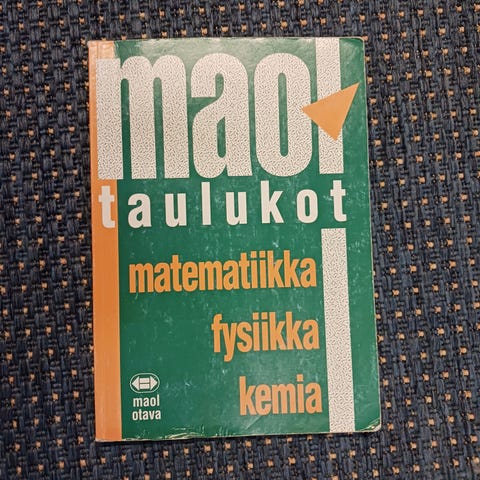 maol
taulukot
matematiikka
fysiikka
kemia
maol
otava